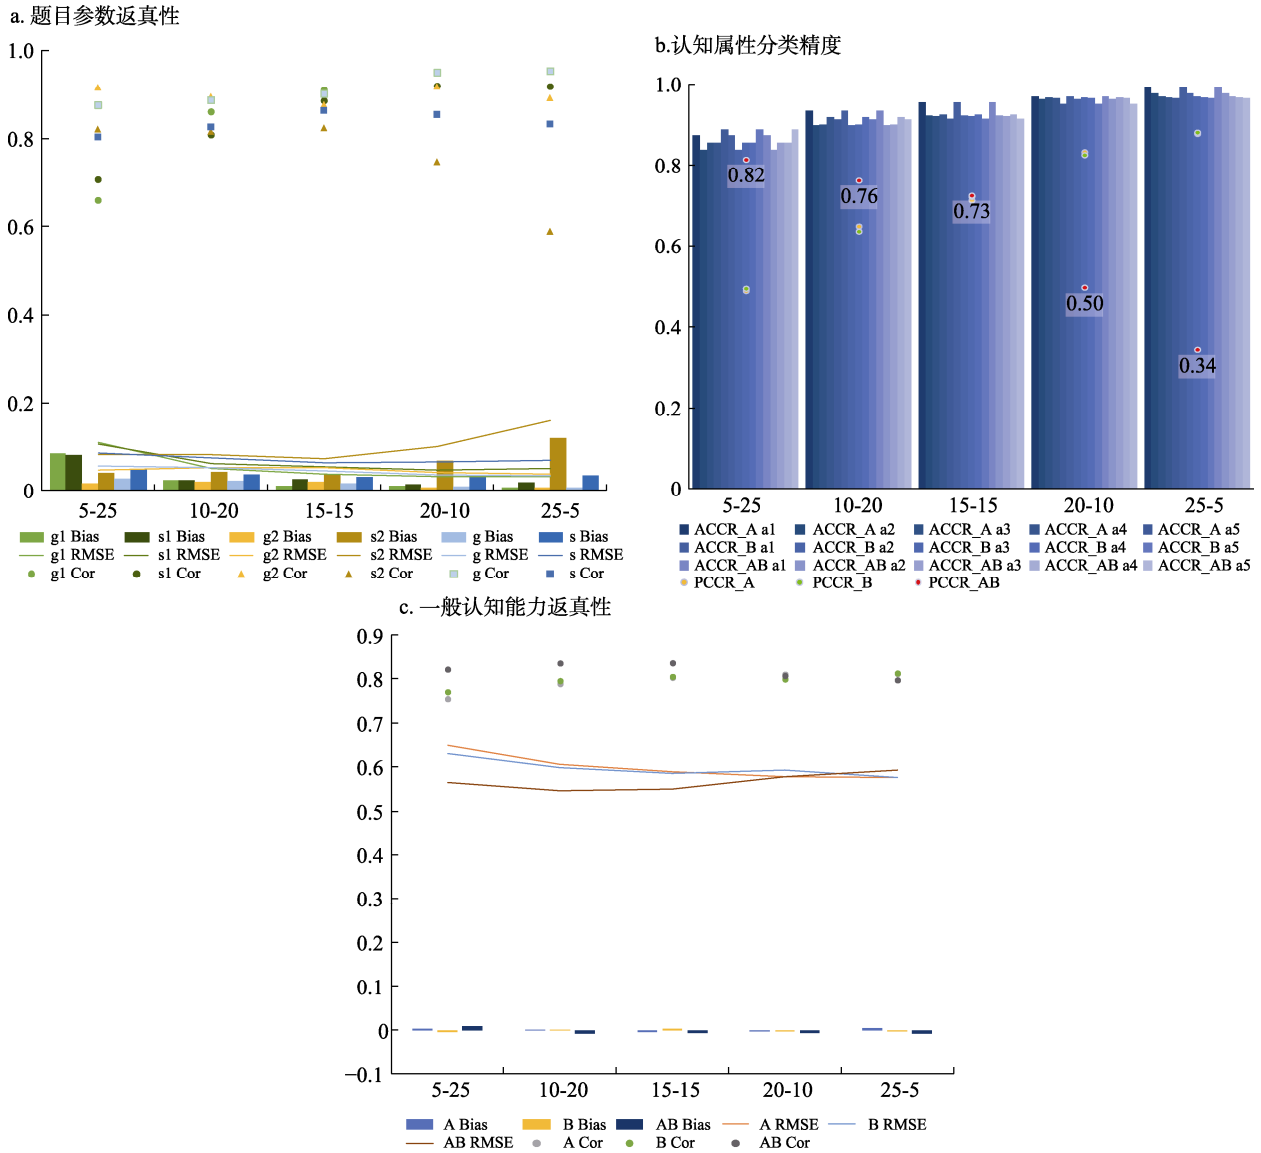 a. 题目参数返真性
1.0
0.8
0.6
0.4
0.2
0
5-25 10-20 15-15 20-10 25-5
g1 Bias s1 Bias g2 Bias s2 Bias g Bias s Bias
g1 RMSE s1 RMSE g2 RMSE s2 RMSE g RMSE s RMSE
g1 Cor s1 Cor g2 Cor s2 Cor g Cor s Cor
b.认知属性分类精度
1.0
0.8
0.6
0.4
0.2
0
0.82
0.76
0.73
0.50
0.34
5-25 10-20 15-15 20-10 25-5
ACCR_A a1 ACCR_A a2 ACCR_A a3 ACCR_A a4 ACCR_A a5
ACCR_B a1 ACCR_B a2 ACCR_B a3 ACCR_B a4 ACCR_B a5
ACCR_AB a1 ACCR_AB a2 ACCR_AB a3 ACCR_AB a4 ACCR_AB a5
PCCR_A PCCR_B PCCR_AB
c. 一般认知能力返真性
0.9
0.8
0.7
0.6
0.5
0.4
0.3
0.2
0.1
0
−0.1
5-25 10-20 15-15 20-10 25-5
A Bias B Bias AB Bias A RMSE B RMSE
AB RMSE A Cor B Cor AB Cor